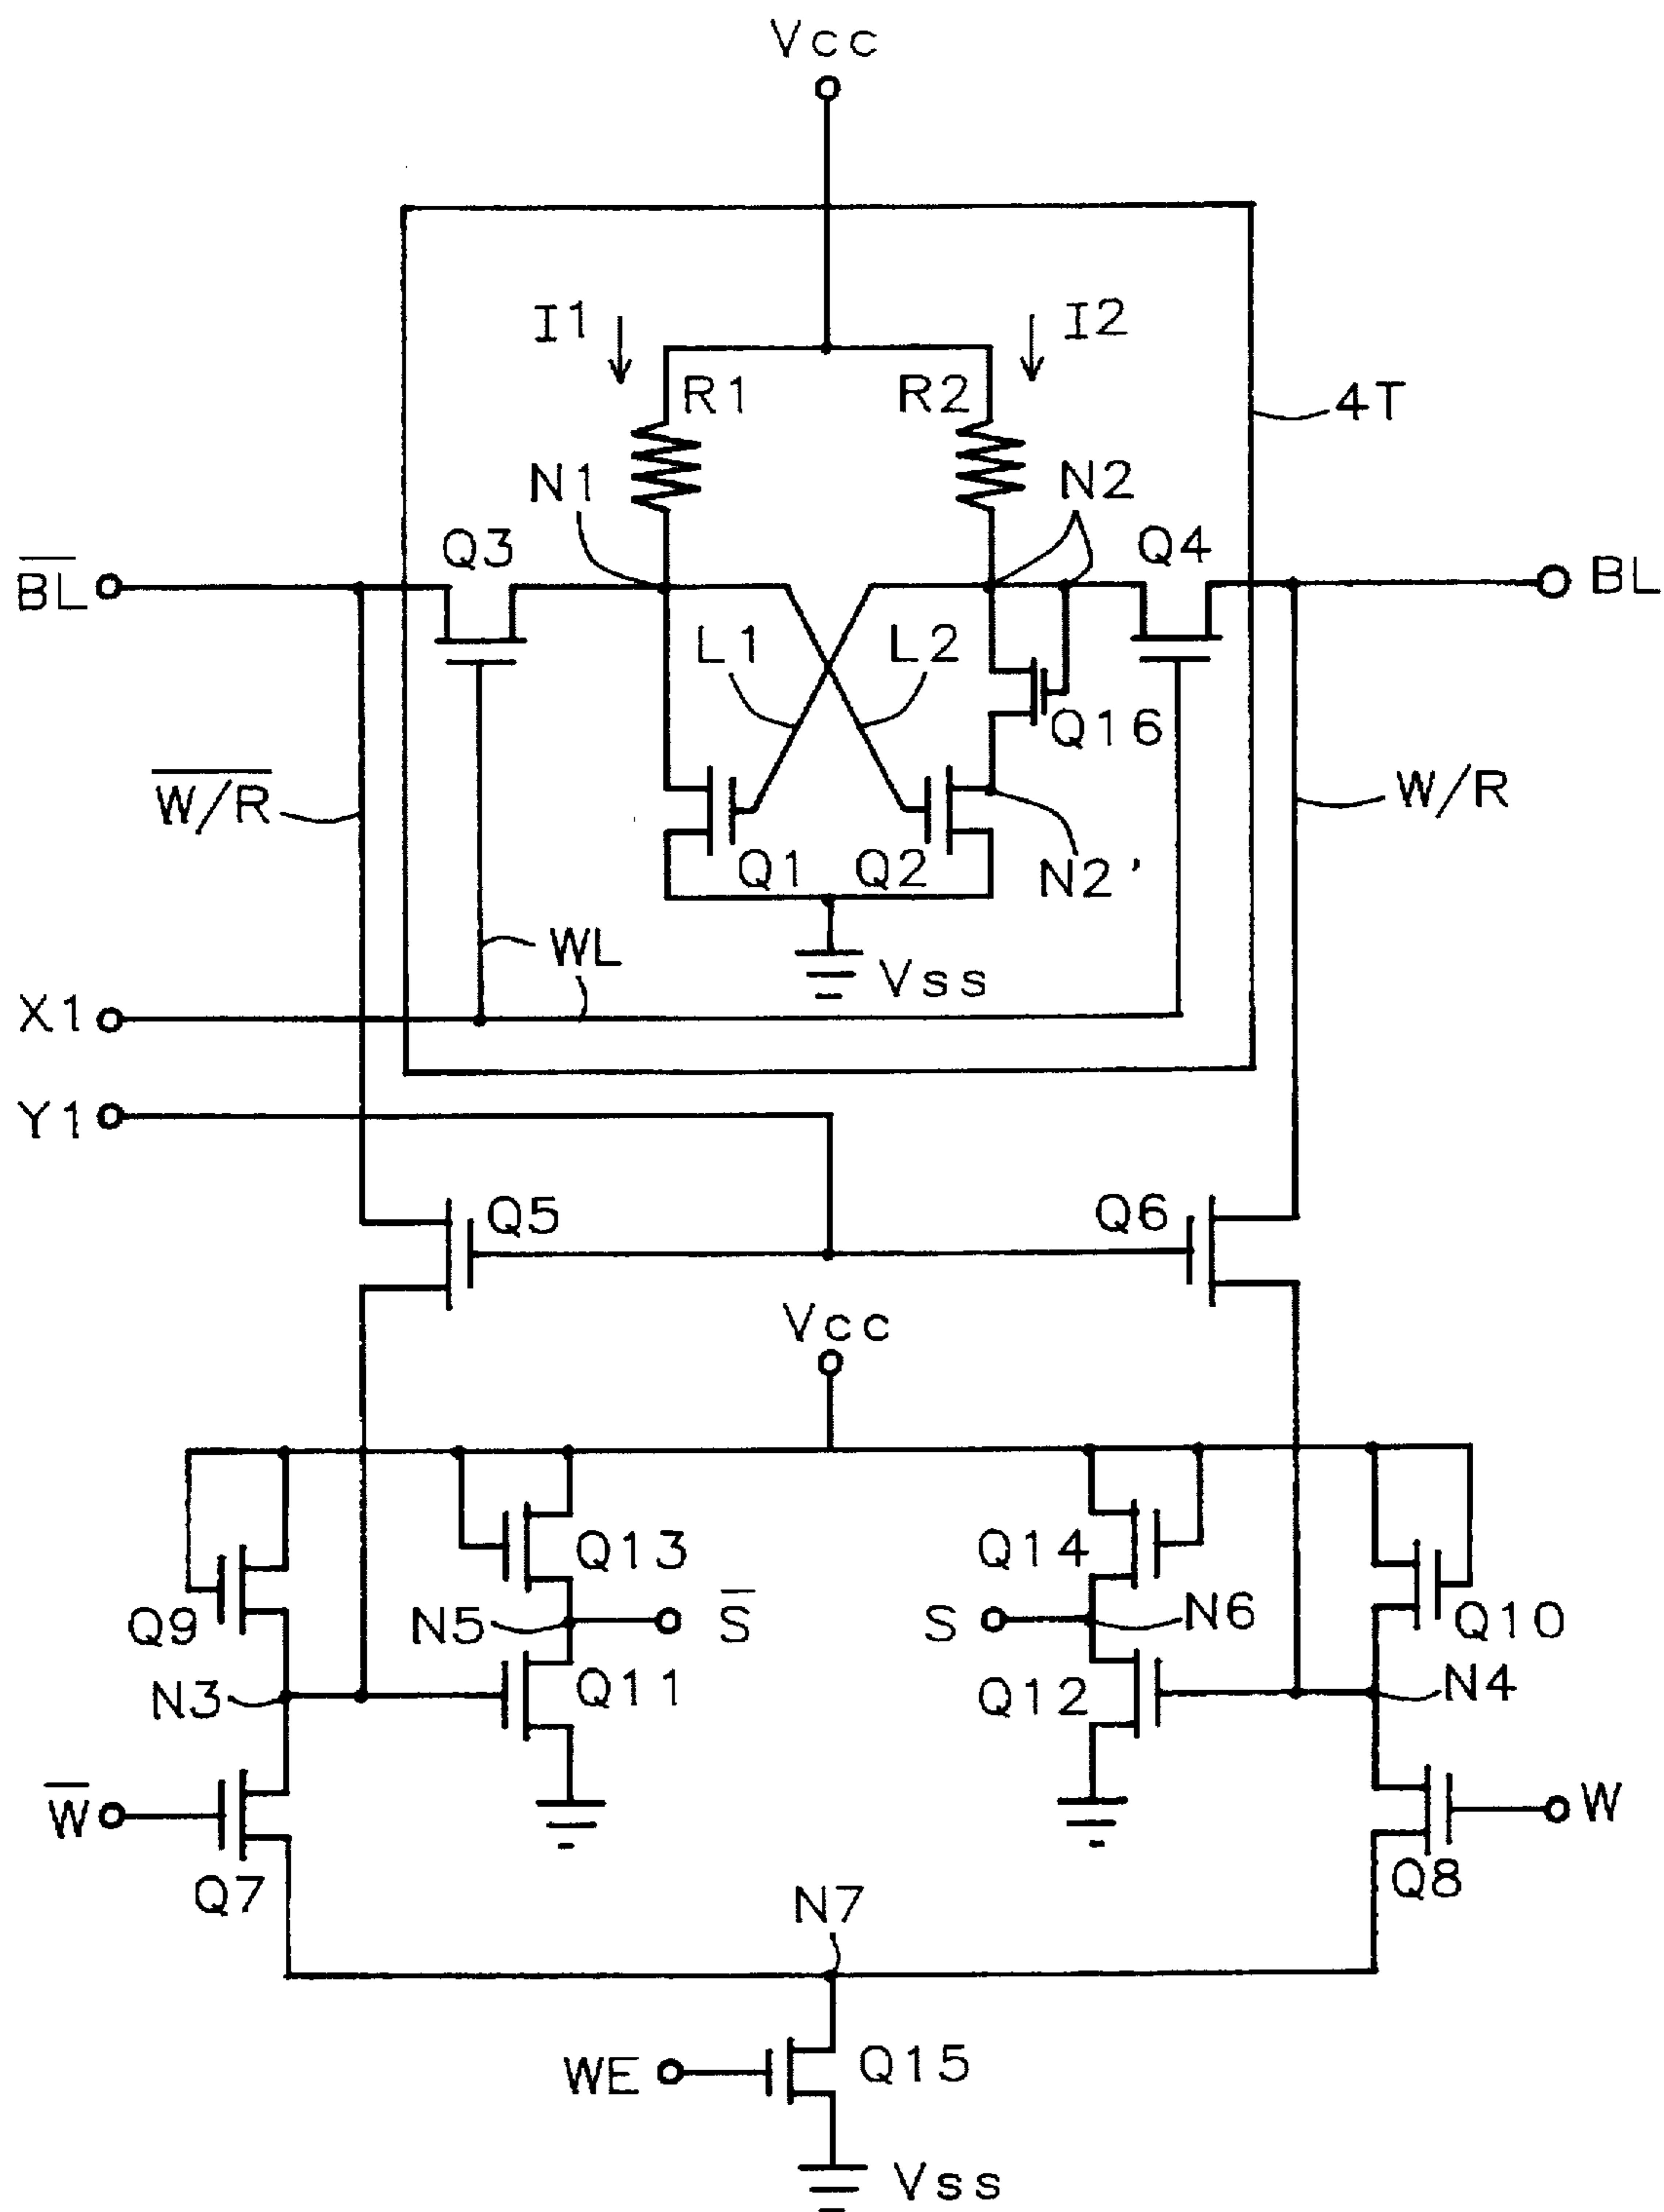 Vcc
I1
I2
R1
R2
4T
N1
N2
Q3
Q4
B̅L̅
BL
L1
L2
Q16
W̅/̅R̅
W/R
Q1
Q2
N2'
WL
Vss
X1
Y1
Q5
Q6
Vcc
Q13
Q14
Q9
N5
S̅
S
N6
Q10
N3
Q11
Q12
N4
W̅
W
Q7
Q8
N7
WE
Q15
Vss